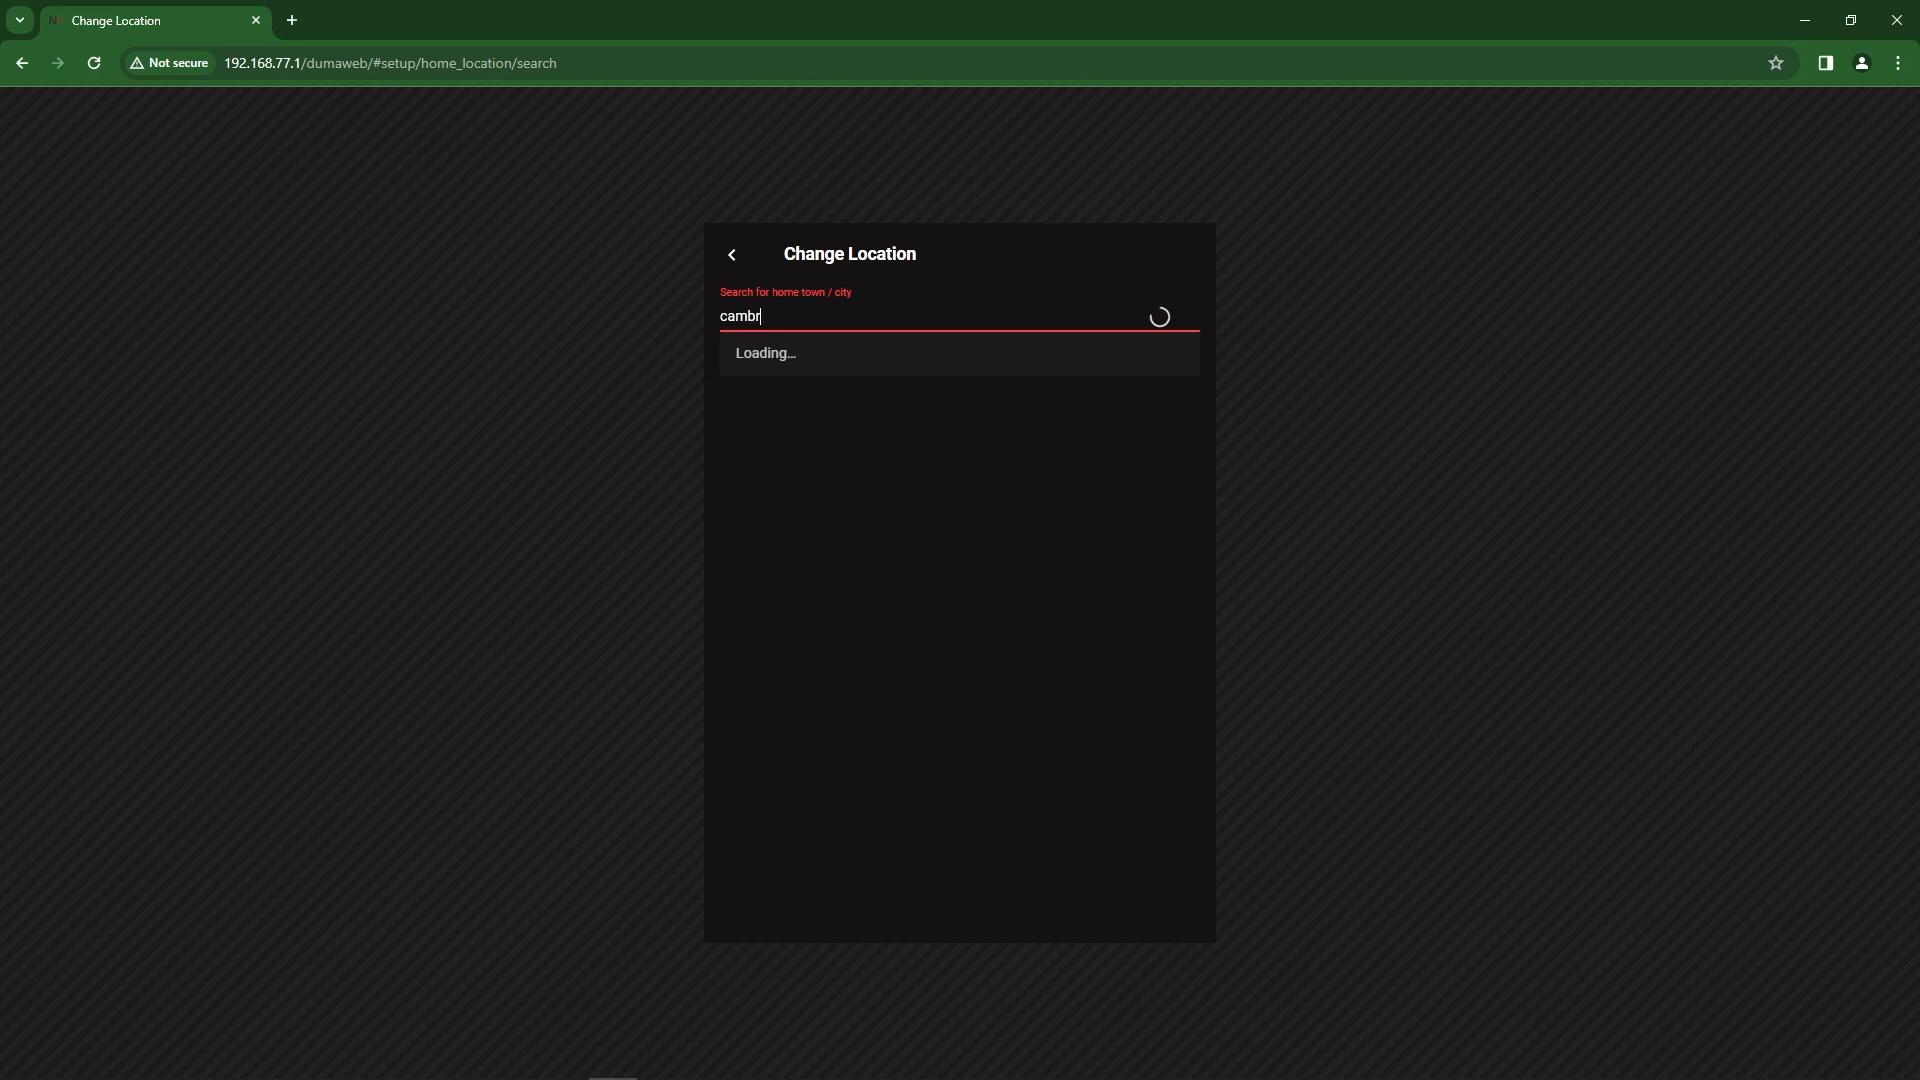 Change Location
Not secure
192.168.77.1/dumaweb/#setup/home_location/search
Change Location
Search for home town / city
cambr
Loading...